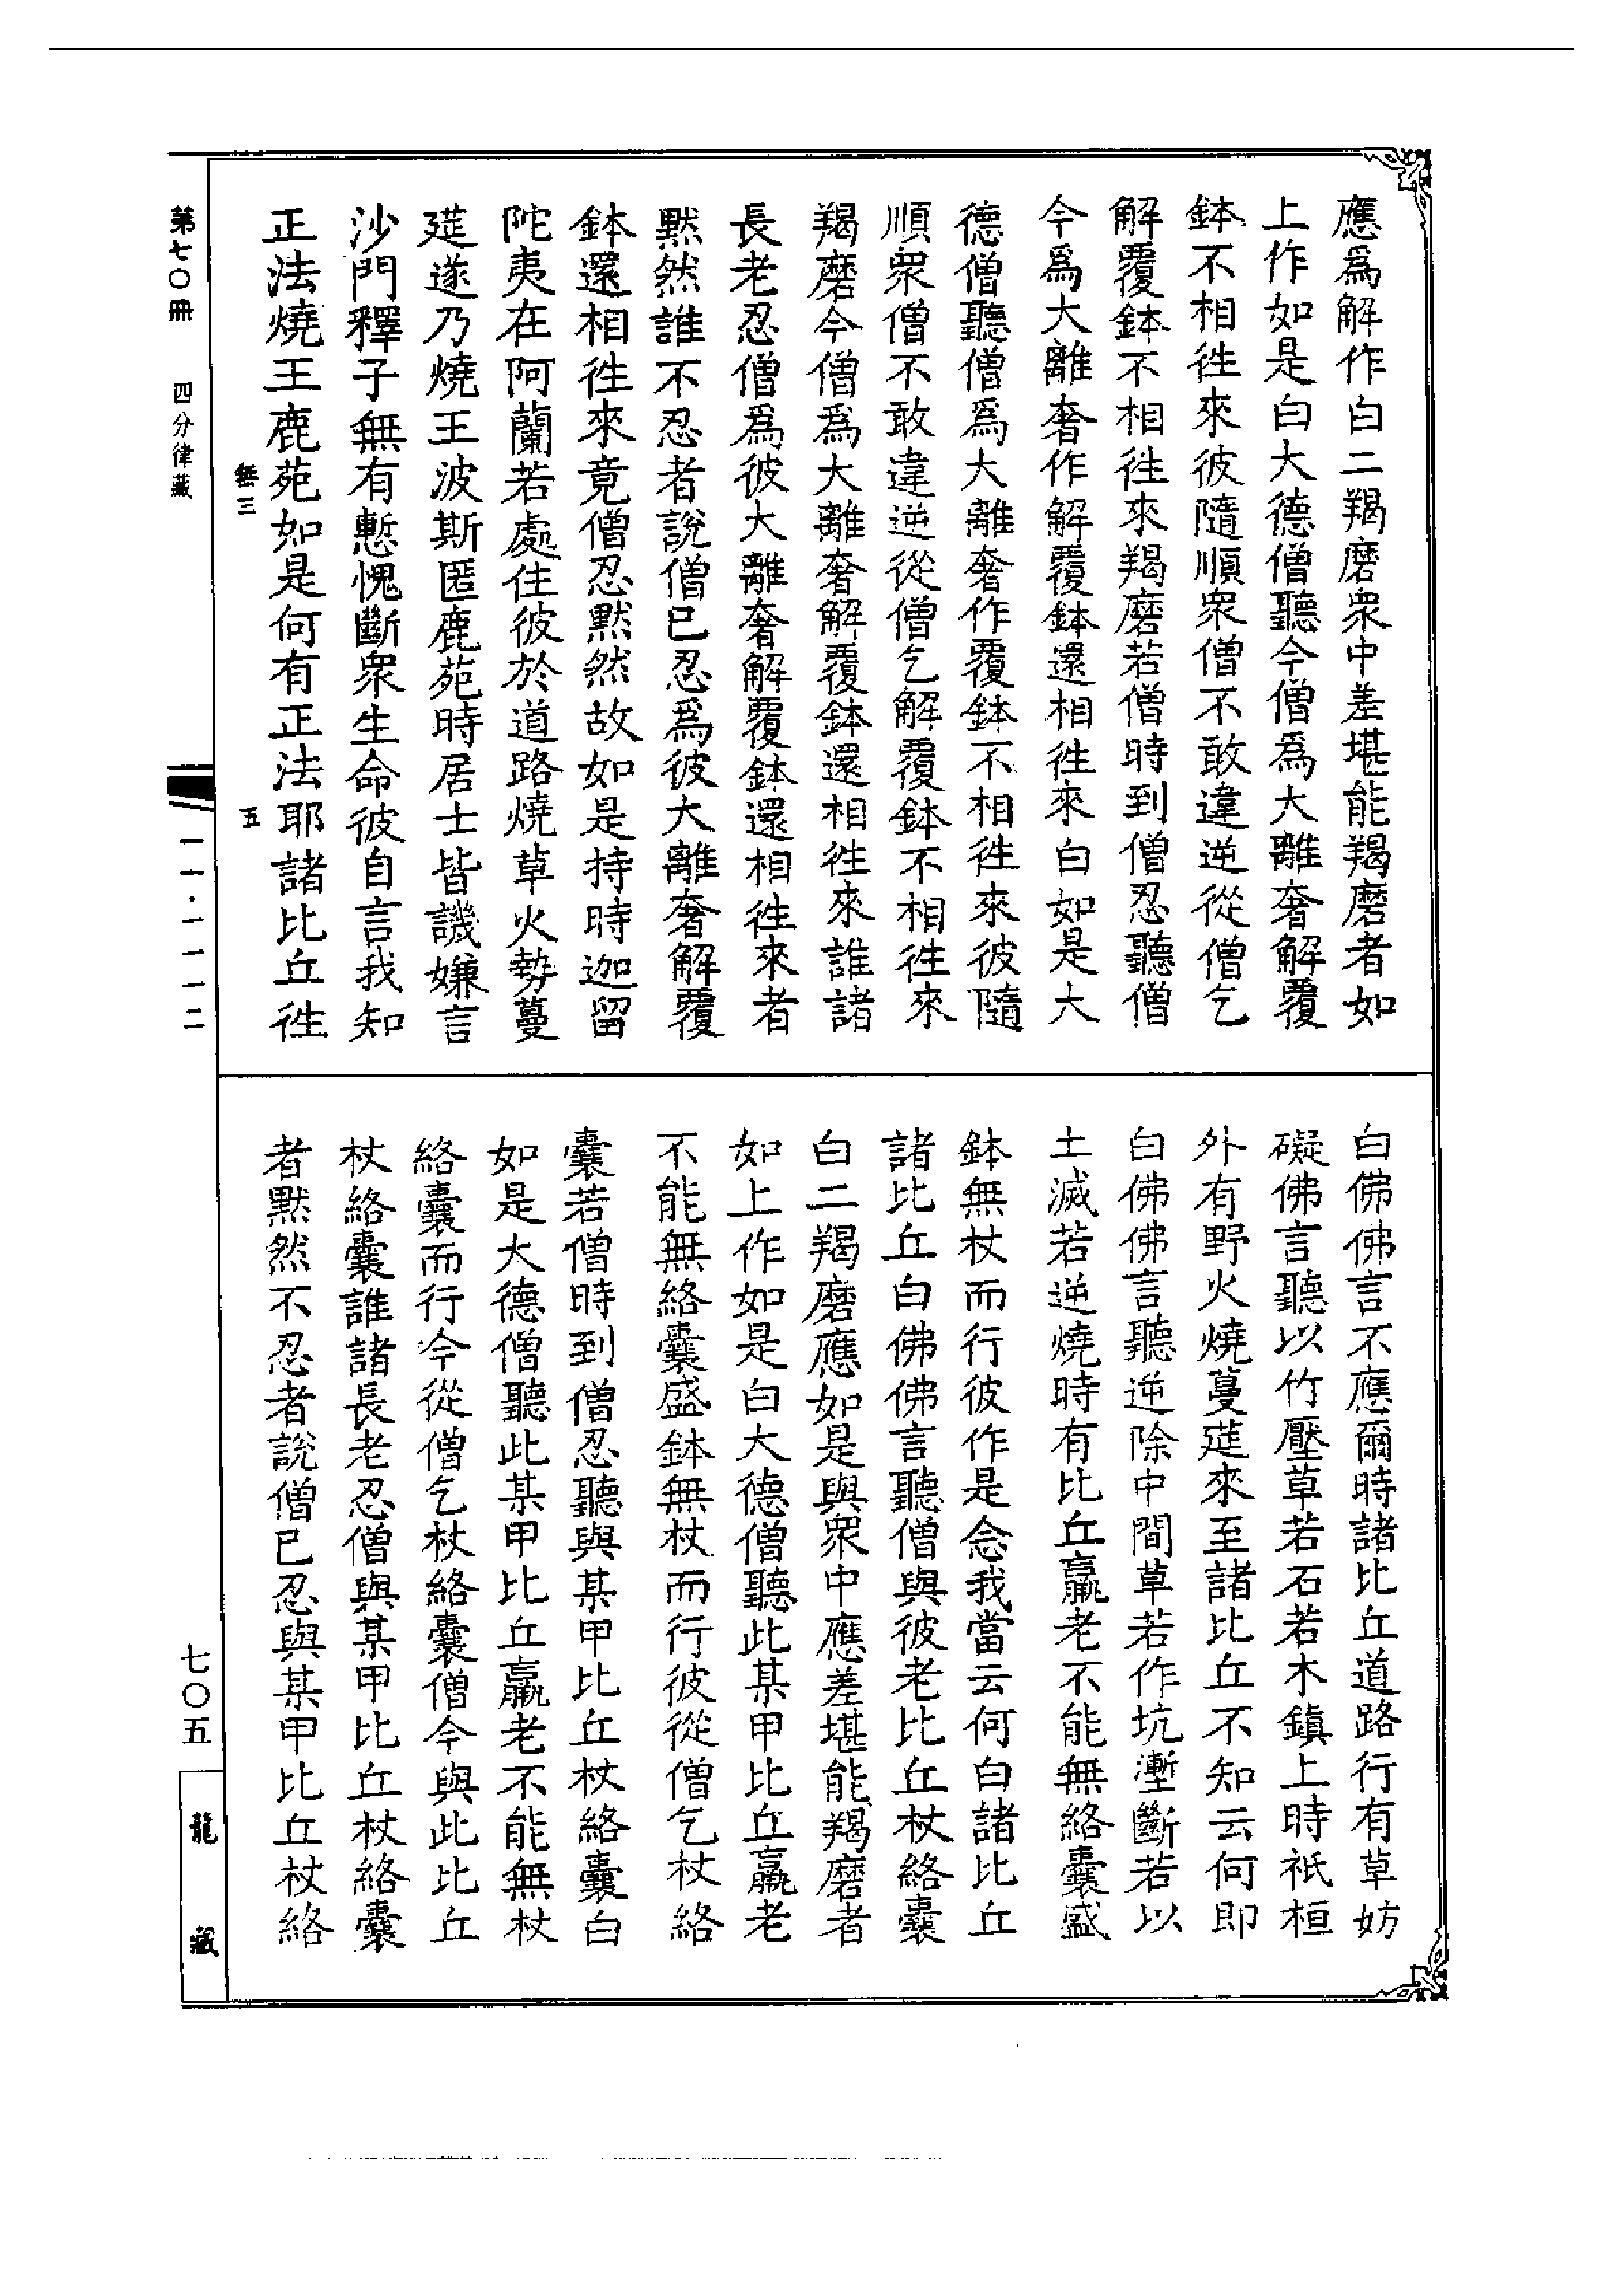 應爲解作白二羯磨衆中差堪能羯磨者如
上作如是白大德僧聽今僧爲大離奢解覆
鉢不相徃來彼隨順衆僧不敢違逆從僧乞
解覆鉢不相徃來羯磨若僧時到僧忍聽僧
今爲大離奢作解覆鉢還相徃來白如是大
德僧聽僧爲大離奢作覆鉢不相徃來彼隨
順衆僧不敢違逆從僧乞解覆鉢不相徃來
羯磨今僧爲大離奢解覆鉢還相徃來誰諸
長老忍僧爲彼大離奢解覆鉢還相徃來者
默然誰不忍者說僧已忍爲彼大離奢解覆
鉢還相徃來竟僧忍默然故如是持時迦留
陀夷在阿蘭若處住彼於道路燒草火勢蔓
莚遂乃燒王波斯匿鹿苑時居士皆譏嫌言
沙門釋子無有慙愧斷衆生命彼自言我知
正法燒王鹿苑如是何有正法耶諸比丘徃
白佛佛言不應爾時諸比丘道路行有草妨
礙佛言聽以竹壓草若石若木鎮上時祇桓
外有野火燒蔓莚來至諸比丘不知云何即
白佛佛言聽逆除中間草若作坑壍斷若以
土滅若逆燒時有比丘羸老不能無絡囊盛
鉢無杖而行彼作是念我當云何白諸比丘
諸比丘白佛佛言聽僧與彼老比丘杖絡囊
白二羯磨應如是與衆中應差堪能羯磨者
如上作如是白大德僧聽此某甲比丘羸老
不能無絡囊盛鉢無杖而行彼從僧乞杖絡
囊若僧時到僧忍聽與某甲比丘杖絡囊白
如是大德僧聽此某甲比丘羸老不能無杖
絡囊而行今從僧乞杖絡囊僧今與此比丘
杖絡囊誰諸長老忍僧與某甲比丘杖絡囊
者默然不忍者說僧已忍與某甲比丘杖絡
第七〇冊 四分律藏
無三 五
一一·一一一二
七〇五
龍藏